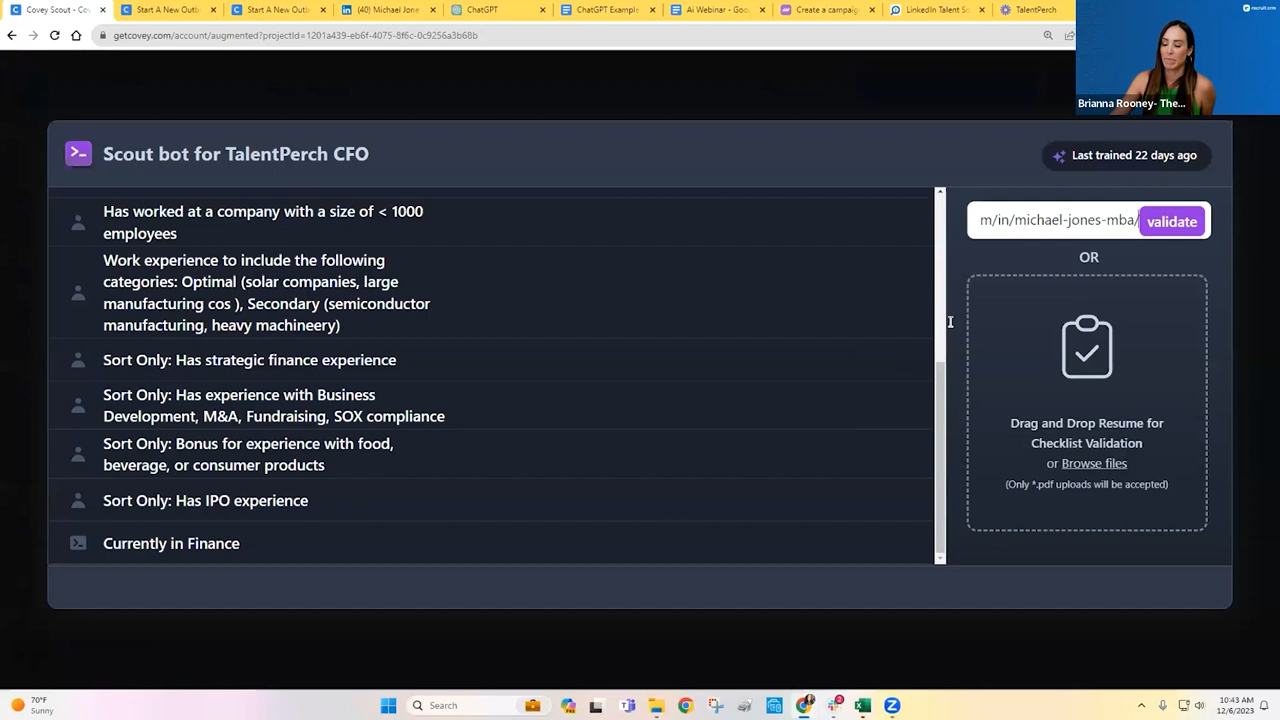 Covey Scout - Cov
Start A New Outb
Start A New Outb
(40) Michael Jone
ChatGPT
ChatGPT Example
Ai Webinar - Goo
Create a campaig
LinkedIn Talent So
TalentPerch
getcovey.com/account/augmented?projectId=1201a439-eb6f-4075-8f6c-0c9256a3b68b
recruit crm
Brianna Rooney- The...
Scout bot for TalentPerch CFO
Last trained 22 days ago
Has worked at a company with a size of < 1000
employees
Work experience to include the following
categories: Optimal (solar companies, large
manufacturing cos ), Secondary (semiconductor
manufacturing, heavy machineery)
Sort Only: Has strategic finance experience
Sort Only: Has experience with Business
Development, M&A, Fundraising, SOX compliance
Sort Only: Bonus for experience with food,
beverage, or consumer products
Sort Only: Has IPO experience
Currently in Finance
m/in/michael-jones-mba/
validate
OR
Drag and Drop Resume for
Checklist Validation
or Browse files
(Only *.pdf uploads will be accepted)
70°F
Sunny
Search
10:43 AM
12/6/2023